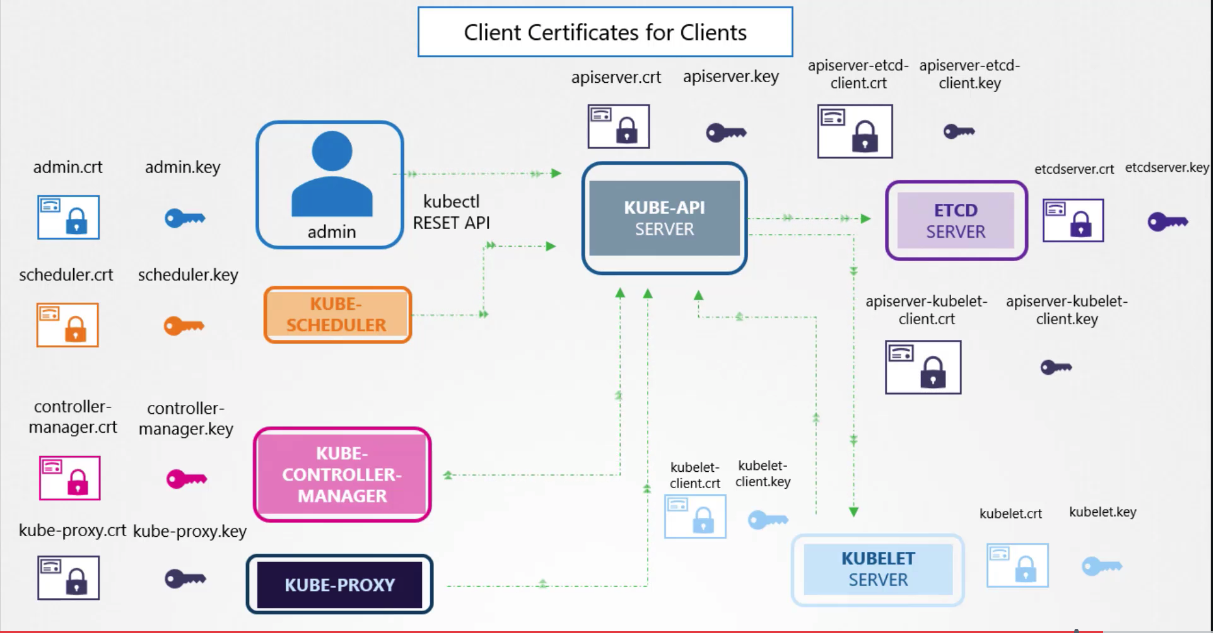 Client Certificates for Clients
apiserver.crt
apiserver.key
apiserver-etcd-
client.crt
apiserver-etcd-
client.key
admin.crt
admin.key
admin
kubectl
RESET API
KUBE-API
SERVER
ETCD
SERVER
etcdserver.crt
etcdserver.key
scheduler.crt
scheduler.key
KUBE-
SCHEDULER
apiserver-kubelet-
client.crt
apiserver-kubelet-
client.key
controller-
manager.crt
controller-
manager.key
KUBE-
CONTROLLER-
MANAGER
kubelet-
client.crt
kubelet-
client.key
kube-proxy.crt
kube-proxy.key
KUBE-PROXY
KUBELET
SERVER
kubelet.crt
kubelet.key